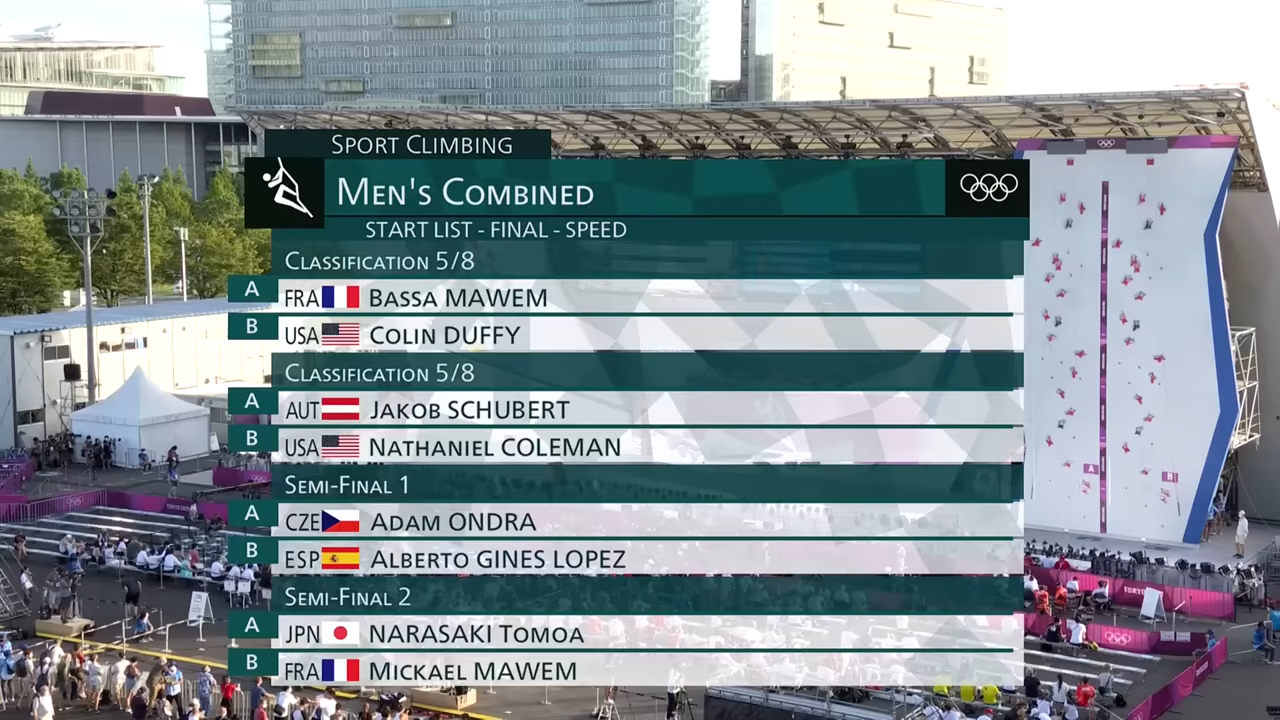 SPORT CLIMBING
MEN'S COMBINED
START LIST - FINAL - SPEED
CLASSIFICATION 5/8
A FRA BASSA MAWEM
B USA COLIN DUFFY
CLASSIFICATION 5/8
A AUT JAKOB SCHUBERT
B USA NATHANIEL COLEMAN
SEMI-FINAL 1
A CZE ADAM ONDRA
B ESP ALBERTO GINES LOPEZ
SEMI-FINAL 2
A JPN NARASAKI TOMOA
B FRA MICKAEL MAWEM
A
B